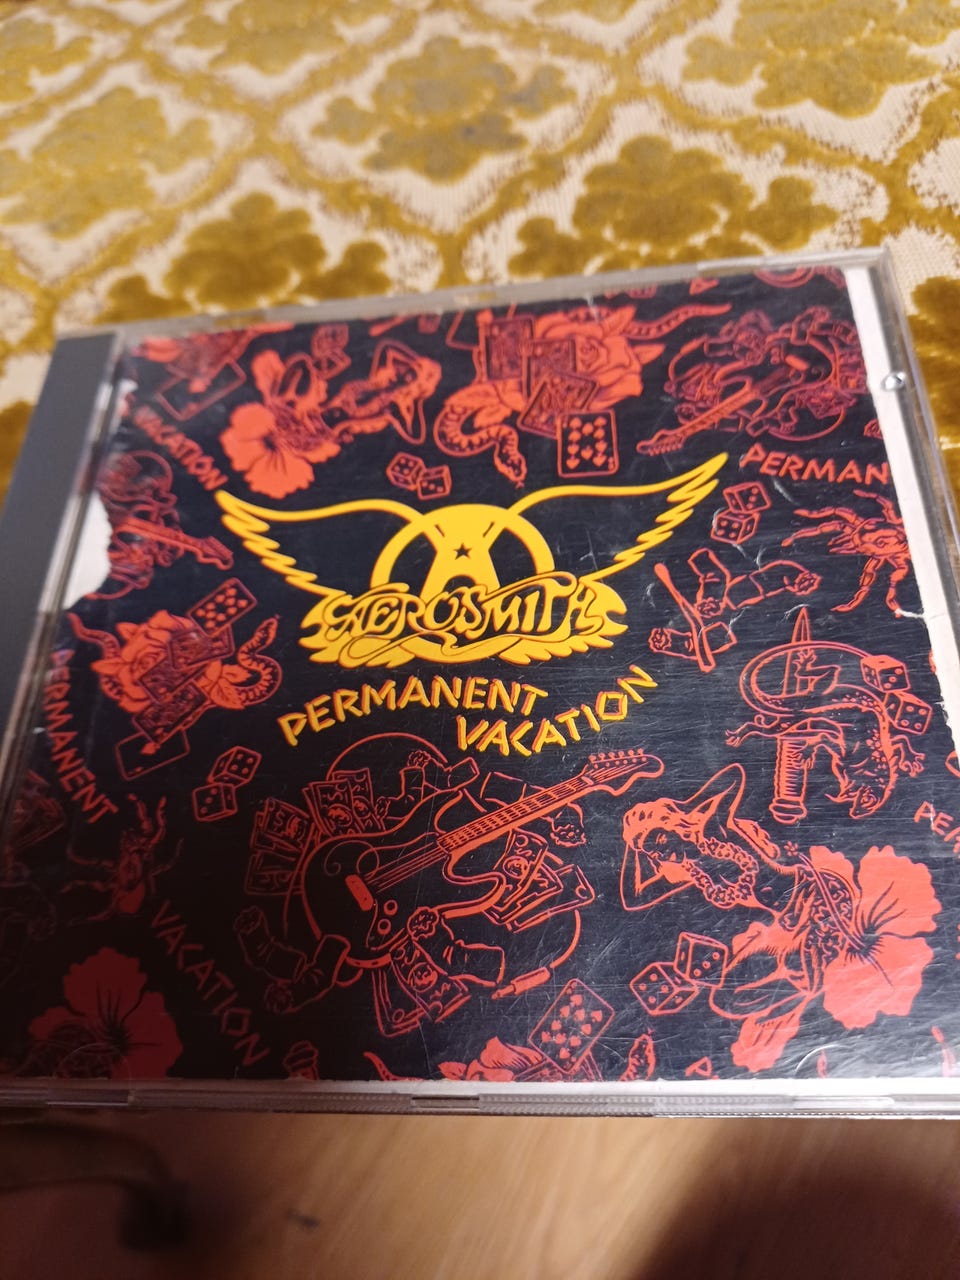 VACATION
PERMAN
AEROSMITH
PERMANENT
VACATION
PERMANENT
VACATION